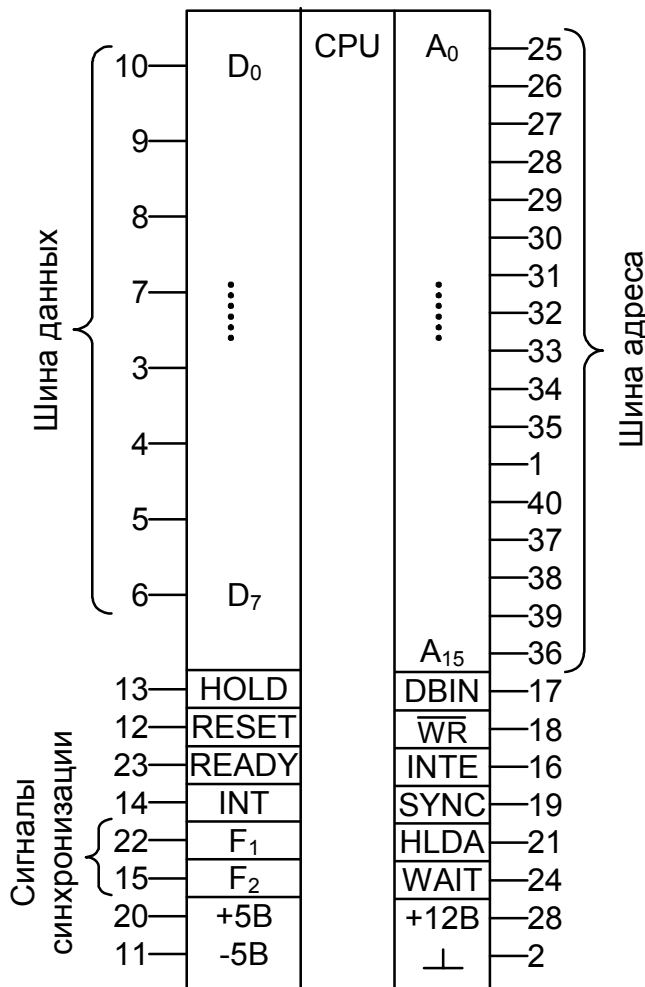 CPU
Шина данных
10 D0
9
8
7
3
4
5
6 D7
13 HOLD
12 RESET
23 READY
14 INT
Сигналы
синхронизации
22 F1
15 F2
20 +5В
11 -5В
A0 25
26
27
28
29
30
31
32
33
34
35
1
40
37
38
39
A15 36
Шина адреса
DBIN 17
WR 18
INTE 16
SYNC 19
HLDA 21
WAIT 24
+12В 28
⊥ 2